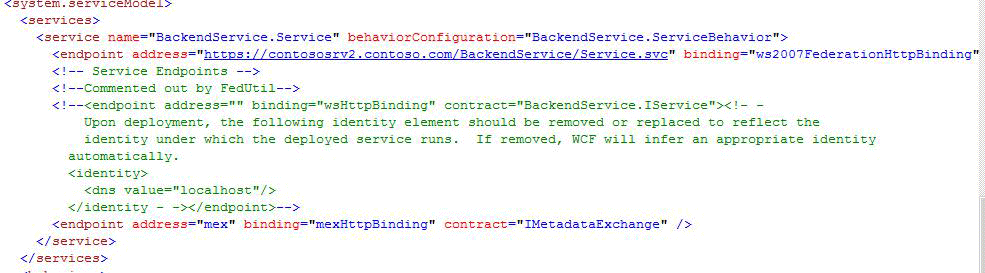 <system.serviceModel>
<services>
<service name="BackendService.Service" behaviorConfiguration="BackendService.ServiceBehavior">
<endpoint address="https://contososrv2.contoso.com/BackendService/Service.svc" binding="ws2007FederationHttpBinding"
<!-- Service Endpoints -->
<!--Commented out by FedUtil-->
<!--<endpoint address="" binding="wsHttpBinding" contract="BackendService.IService"><!- -
Upon deployment, the following identity element should be removed or replaced to reflect the
identity under which the deployed service runs.  If removed, WCF will infer an appropriate identity
automatically.
<identity>
<dns value="localhost"/>
</identity - -></endpoint>-->
<endpoint address="mex" binding="mexHttpBinding" contract="IMetadataExchange" />
</service>
</services>